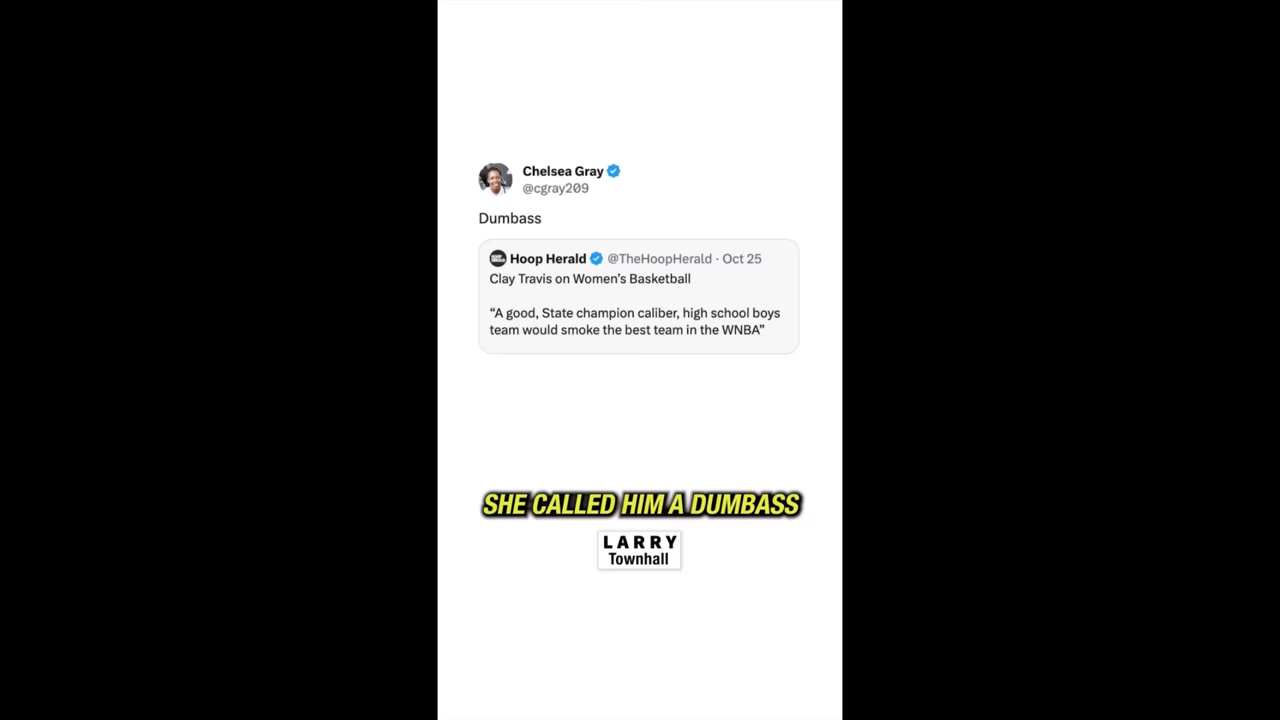 Chelsea Gray
@cgray209
Dumbass
Hoop Herald @TheHoopHerald · Oct 25
Clay Travis on Women’s Basketball
“A good, State champion caliber, high school boys
team would smoke the best team in the WNBA”
SHE CALLED HIM A DUMBASS
LARRY
Townhall